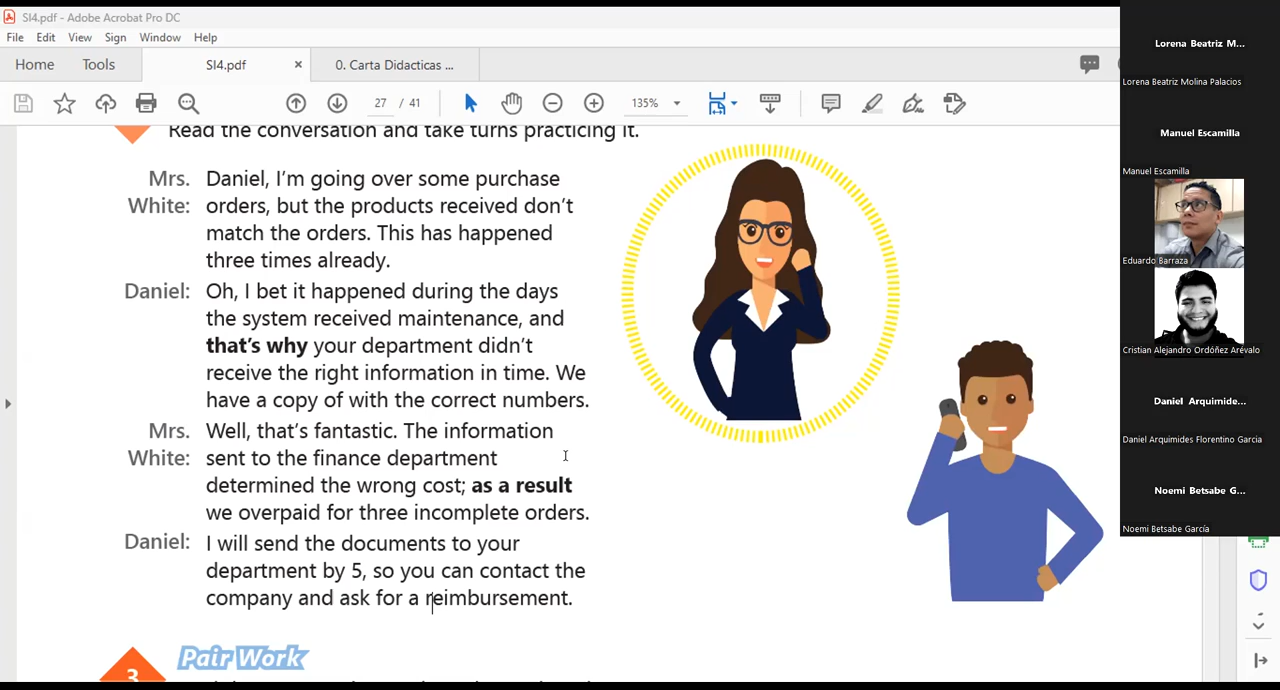 SI4.pdf - Adobe Acrobat Pro DC
File Edit View Sign Window Help
Home Tools SI4.pdf × 0. Carta Didacticas ...
27 / 41 135%
Read the conversation and take turns practicing it.
Mrs. Daniel, I'm going over some purchase
White: orders, but the products received don't
match the orders. This has happened
three times already.
Daniel: Oh, I bet it happened during the days
the system received maintenance, and
that's why your department didn't
receive the right information in time. We
have a copy of with the correct numbers.
Mrs. Well, that's fantastic. The information
White: sent to the finance department
determined the wrong cost; as a result
we overpaid for three incomplete orders.
Daniel: I will send the documents to your
department by 5, so you can contact the
company and ask for a reimbursement.
3 Pair Work
Lorena Beatriz M...
Lorena Beatriz Molina Palacios
Manuel Escamilla
Manuel Escamilla
Eduardo Barraza
Cristian Alejandro Ordóñez Arévalo
Daniel Arquimide...
Daniel Arquimides Florentino Garcia
Noemi Betsabe G...
Noemi Betsabe García